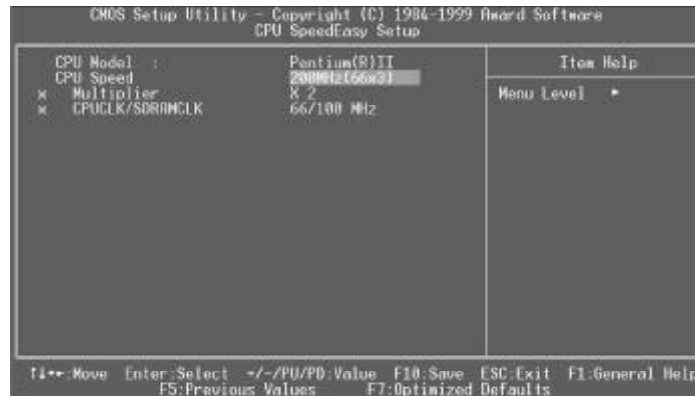 CMOS Setup Utility - Copyright (C) 1984-1999 Award Software
CPU SpeedEasy Setup
CPU Model : Pentium(R)II
CPU Speed 200MHz(66x3)
x Multiplier X 2
x CPUCLK/SDRAMCLK 66/100 MHz
Item Help
Menu Level ►
↑↓→←:Move Enter:Select +/-/PU/PD:Value F10:Save ESC:Exit F1:General Help
F5:Previous Values F7:Optimized Defaults